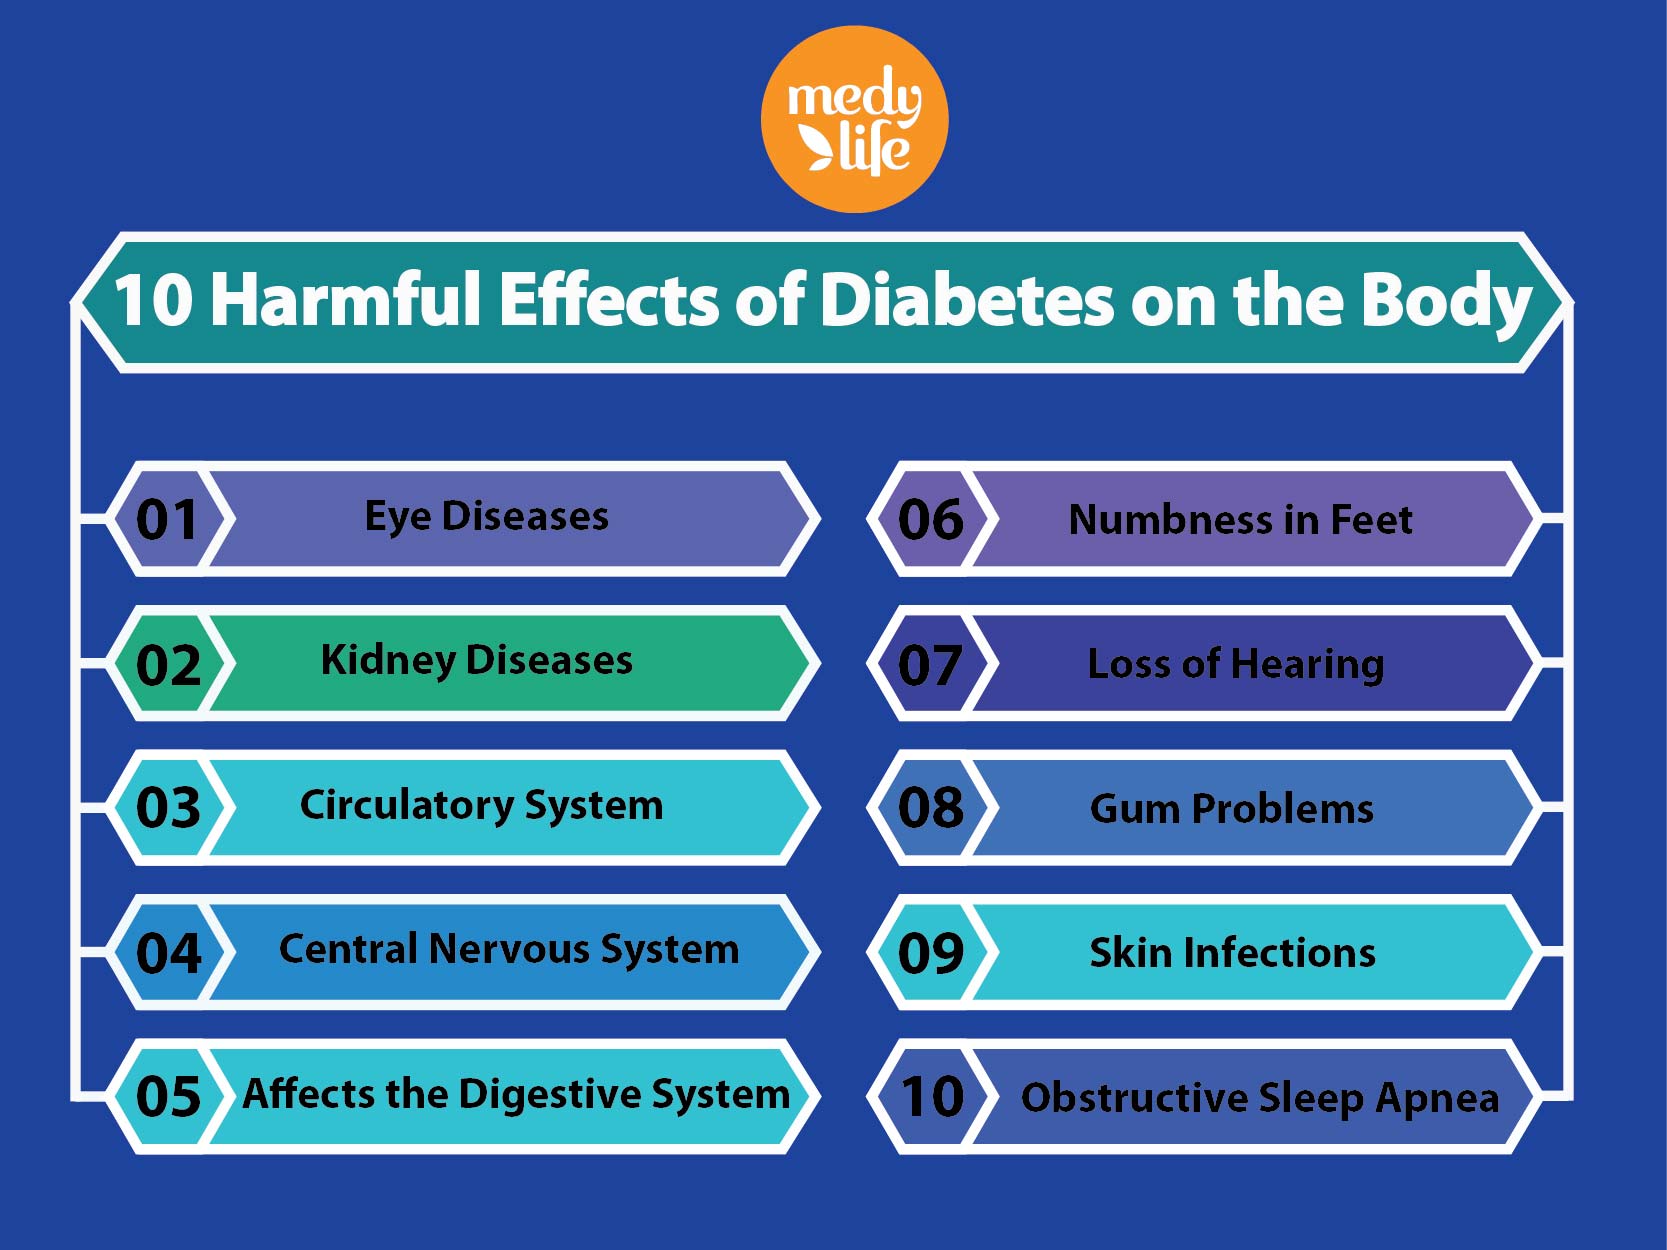 medy
life
10 Harmful Effects of Diabetes on the Body
01 Eye Diseases
02 Kidney Diseases
03 Circulatory System
04 Central Nervous System
05 Affects the Digestive System
06 Numbness in Feet
07 Loss of Hearing
08 Gum Problems
09 Skin Infections
10 Obstructive Sleep Apnea